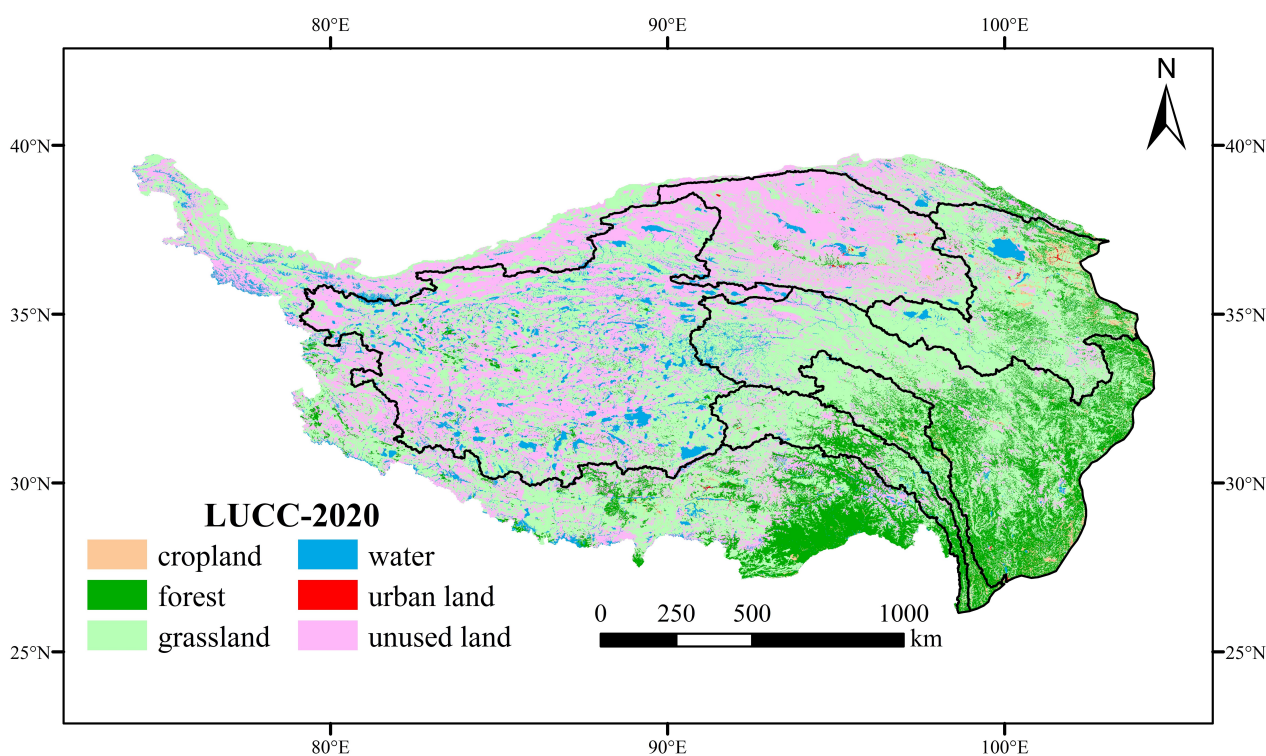 80°E 90°E 100°E
N
40°N 40°N
35°N 35°N
30°N 30°N
LUCC-2020
cropland water
forest urban land
grassland unused land
0 250 500 1000
km
25°N 25°N
80°E 90°E 100°E